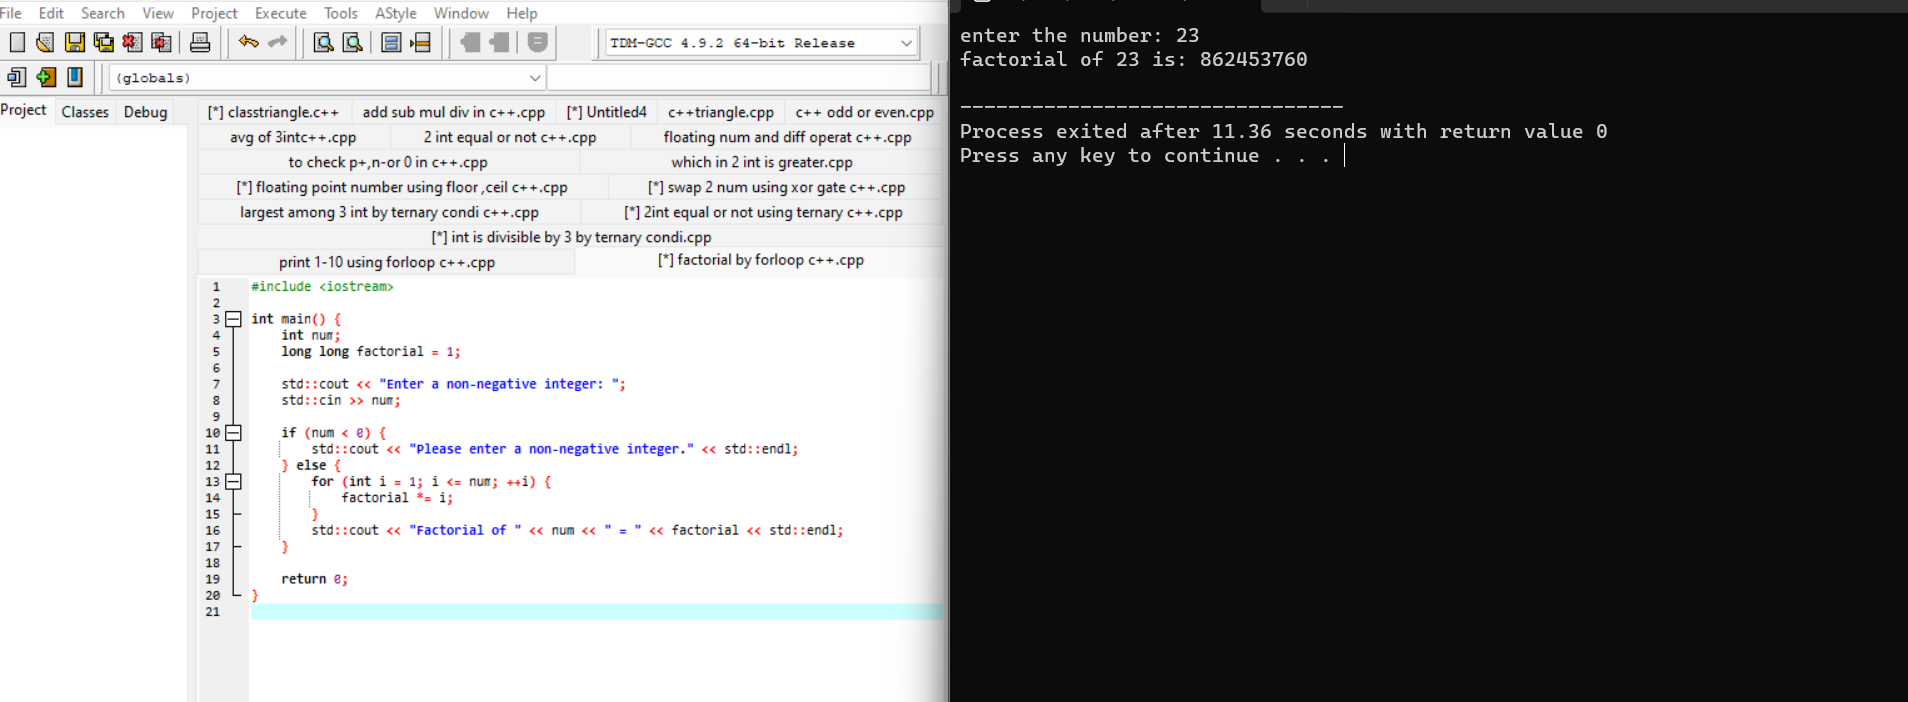 File Edit Search View Project Execute Tools AStyle Window Help
TDM-GCC 4.9.2 64-bit Release
(globals)
Project Classes Debug
[*] classtriangle.c++ add sub mul div in c++.cpp [*] Untitled4 c++triangle.cpp c++ odd or even.cpp
avg of 3intc++.cpp 2 int equal or not c++.cpp floating num and diff operat c++.cpp
to check p+,n-or 0 in c++.cpp which in 2 int is greater.cpp
[*] floating point number using floor ,ceil c++.cpp [*] swap 2 num using xor gate c++.cpp
largest among 3 int by ternary condi c++.cpp [*] 2int equal or not using ternary c++.cpp
[*] int is divisible by 3 by ternary condi.cpp
print 1-10 using forloop c++.cpp [*] factorial by forloop c++.cpp
1 #include <iostream>
2
3 int main() {
4 int num;
5 long long factorial = 1;
6
7 std::cout << "Enter a non-negative integer: ";
8 std::cin >> num;
9
10 if (num < 0) {
11 std::cout << "Please enter a non-negative integer." << std::endl;
12 } else {
13 for (int i = 1; i <= num; ++i) {
14 factorial *= i;
15 }
16 std::cout << "Factorial of " << num << " = " << factorial << std::endl;
17 }
18
19 return 0;
20 }
21
enter the number: 23
factorial of 23 is: 862453760
--------------------------------
Process exited after 11.36 seconds with return value 0
Press any key to continue . . .